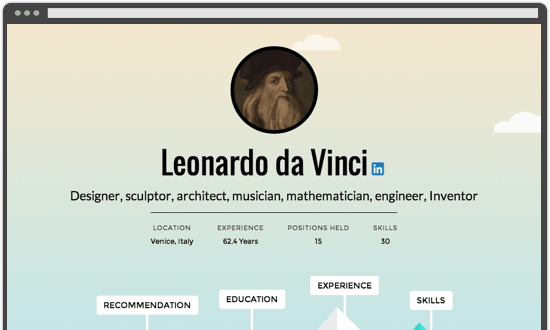 Leonardo da Vinci in
Designer, sculptor, architect, musician, mathematician, engineer, Inventor
LOCATION EXPERIENCE POSITIONS HELD SKILLS
Venice, Italy 62.4 Years 15 30
EXPERIENCE
RECOMMENDATION EDUCATION SKILLS